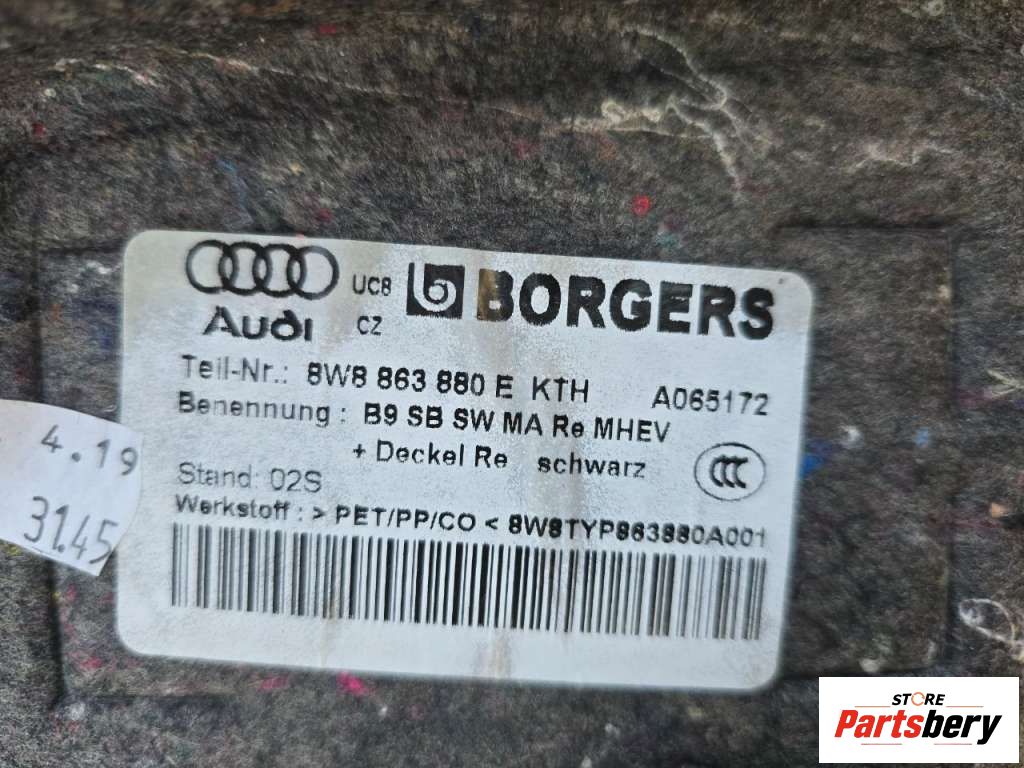 UC8 BORGERS
Audi CZ
Teil-Nr.: 8W8 863 880 E KTH A065172
Benennung : B9 SB SW MA Re MHEV
+ Deckel Re schwarz
CCC
Stand: 02S
Werkstoff : > PET/PP/CO < 8W8TYP863880A001
4.19
31.45
STORE
Partsbery